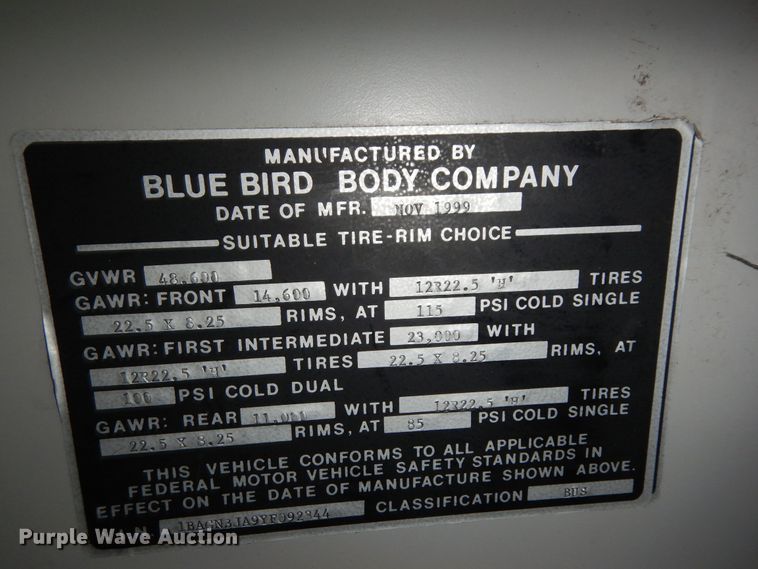 MANUFACTURED BY
BLUE BIRD BODY COMPANY
DATE OF MFR. NOV 1999
SUITABLE TIRE-RIM CHOICE
GVWR 48,600
GAWR: FRONT 14,600 WITH 12R22.5 'H' TIRES
22.5 X 8.25 RIMS, AT 115 PSI COLD SINGLE
GAWR: FIRST INTERMEDIATE 23,000 WITH
12R22.5 'H' TIRES 22.5 X 8.25 RIMS, AT
100 PSI COLD DUAL
GAWR: REAR 11,000 WITH 12R22.5 'H' TIRES
22.5 X 8.25 RIMS, AT 85 PSI COLD SINGLE
THIS VEHICLE CONFORMS TO ALL APPLICABLE
FEDERAL MOTOR VEHICLE SAFETY STANDARDS IN
EFFECT ON THE DATE OF MANUFACTURE SHOWN ABOVE.
CLASSIFICATION BUS
Purple Wave Auction